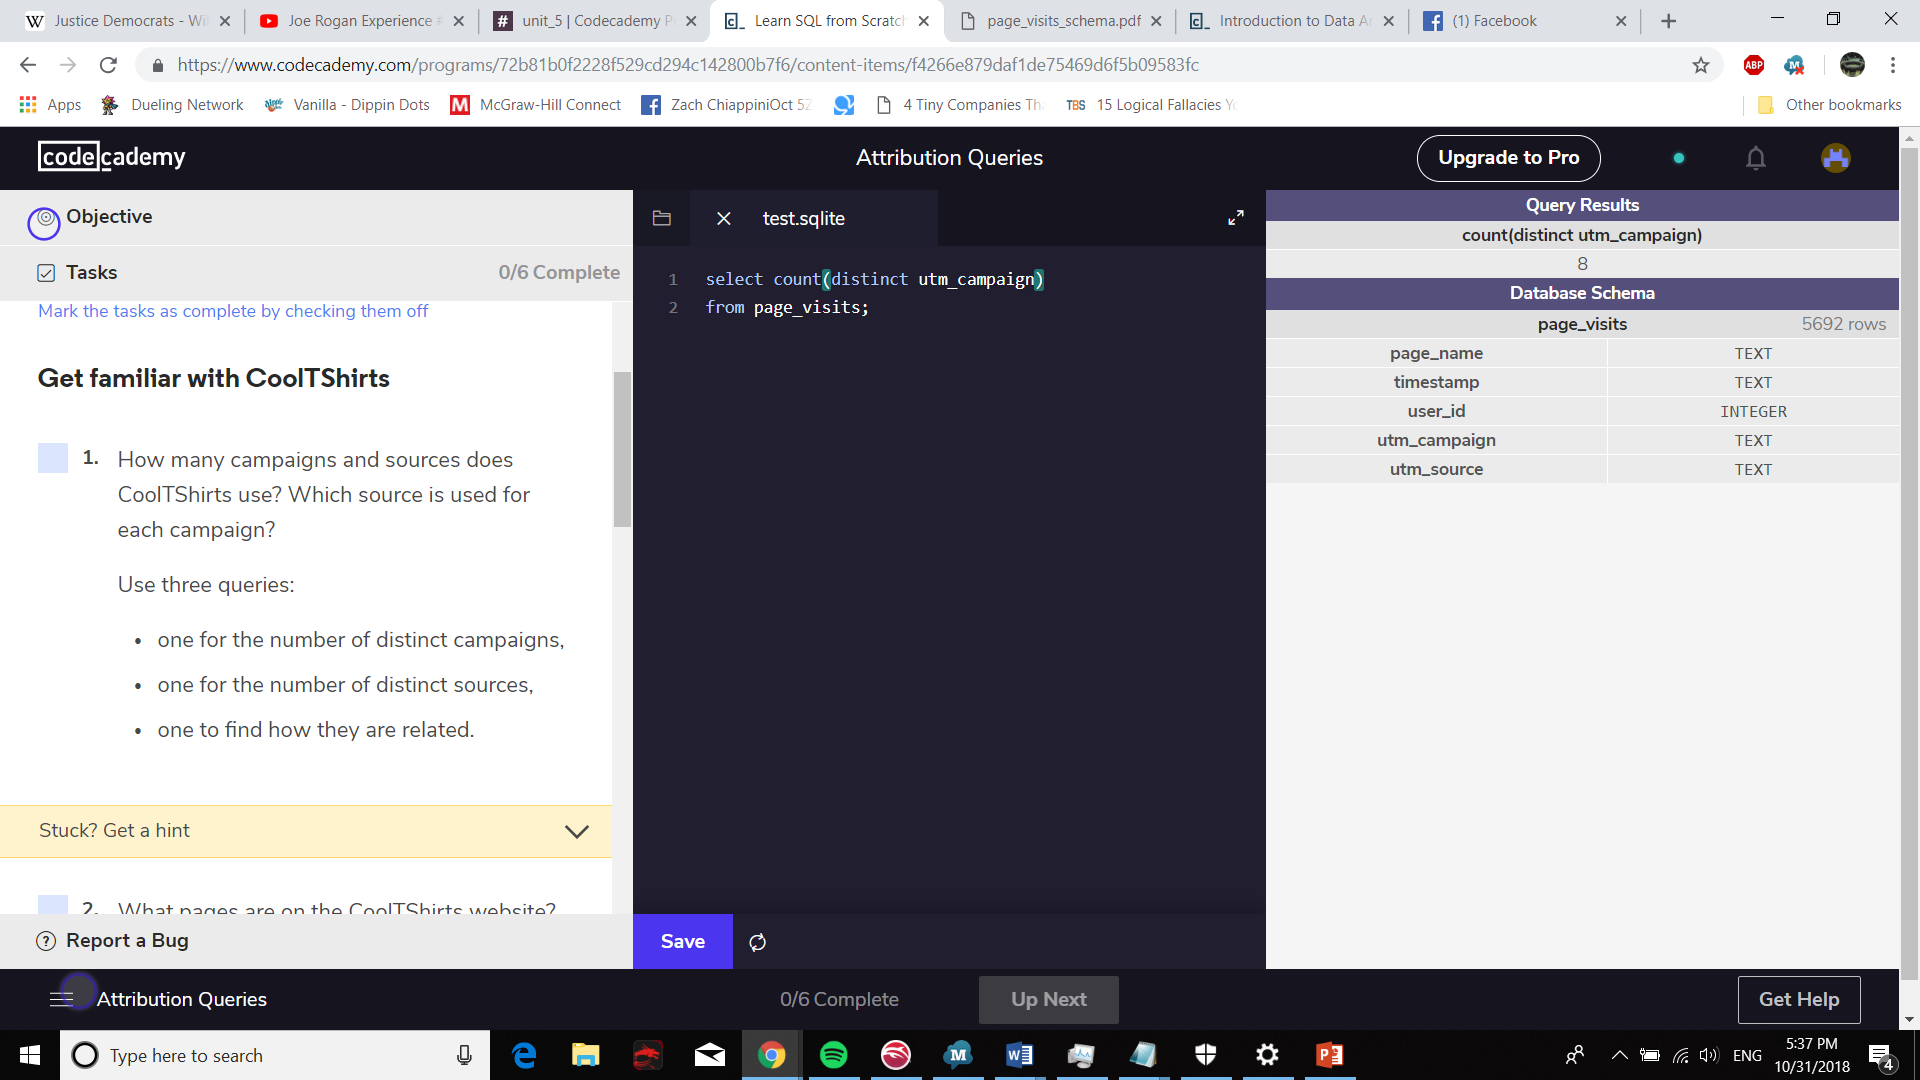 Justice Democrats - Wi
Joe Rogan Experience
unit_5 | Codecademy P
Learn SQL from Scratch
page_visits_schema.pdf
Introduction to Data A
(1) Facebook
https://www.codecademy.com/programs/72b81b0f2228f529cd294c142800b7f6/content-items/f4266e879daf1de75469d6f5b09583fc
ABP
Apps
Dueling Network
Vanilla - Dippin Dots
McGraw-Hill Connect
Zach ChiappiniOct 5
4 Tiny Companies Th
TBS 15 Logical Fallacies Yo
Other bookmarks
codecademy
Attribution Queries
Upgrade to Pro
Objective
Tasks
0/6 Complete
Mark the tasks as complete by checking them off
Get familiar with CoolTShirts
1. How many campaigns and sources does
CoolTShirts use? Which source is used for
each campaign?
Use three queries:
• one for the number of distinct campaigns,
• one for the number of distinct sources,
• one to find how they are related.
Stuck? Get a hint
2. What pages are on the CoolTShirts website?
Report a Bug
test.sqlite
1 select count(distinct utm_campaign)
2 from page_visits;
Save
Query Results
count(distinct utm_campaign)
8
Database Schema
page_visits 5692 rows
page_name TEXT
timestamp TEXT
user_id INTEGER
utm_campaign TEXT
utm_source TEXT
Attribution Queries
0/6 Complete
Up Next
Get Help
Type here to search
ENG
5:37 PM
10/31/2018
4